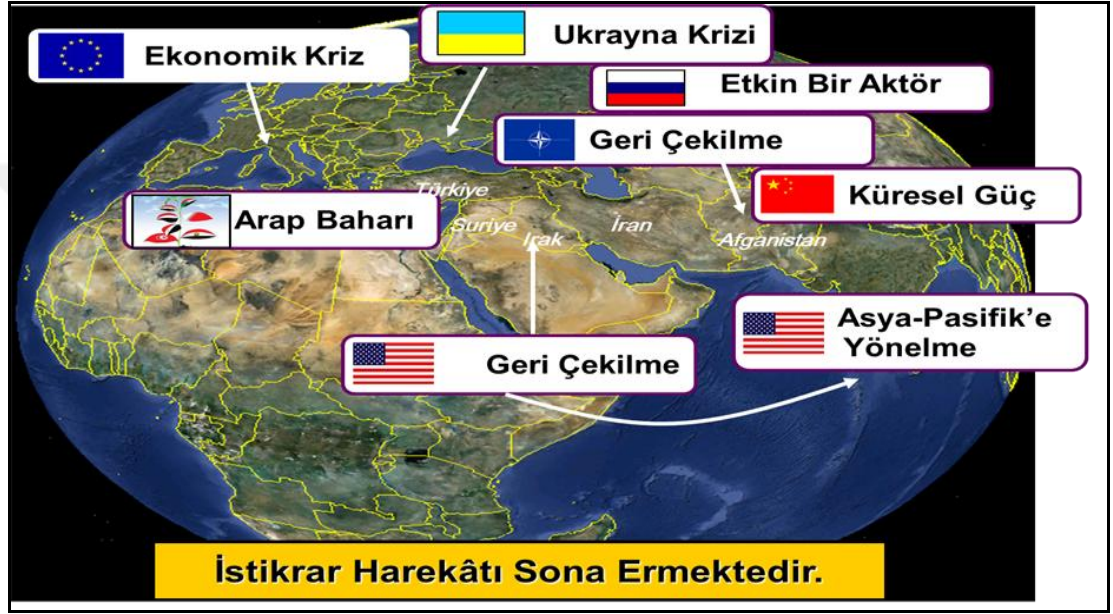 Ekonomik Kriz
Ukrayna Krizi
Etkin Bir Aktör
Geri Çekilme
Küresel Güç
Arap Baharı
Türkiye
Suriye
Irak
İran
Afganistan
Asya-Pasifik’e
Yönelme
Geri Çekilme
İstikrar Harekâtı Sona Ermektedir.